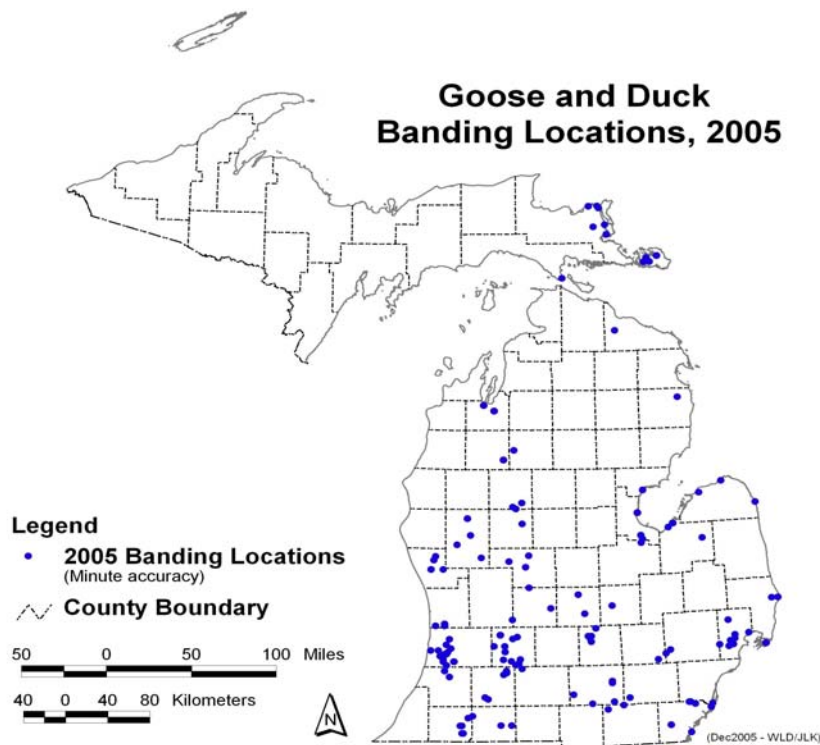 Goose and Duck
Banding Locations, 2005
Legend
2005 Banding Locations
(Minute accuracy)
County Boundary
50 0 50 100 Miles
40 0 40 80 Kilometers
N
(Dec2005 - WLD/JLK)